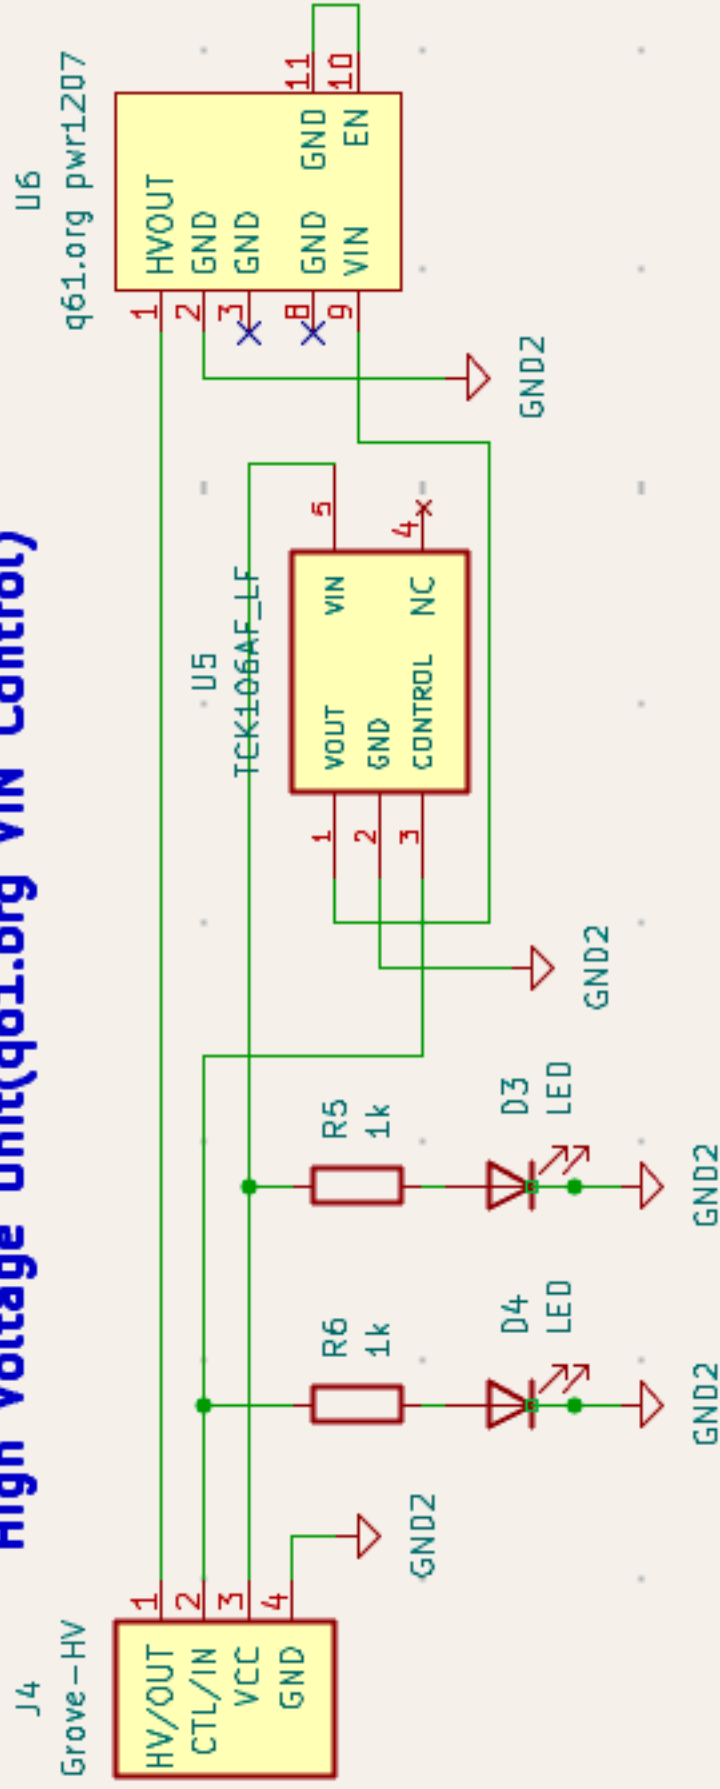 High Voltage Unit(q61.org VIN Control)
J4
Grove-HV
HV/OUT 1
CTL/IN 2
VCC 3
GND 4
GND2
R6
1k
D4
LED
GND2
R5
1k
D3
LED
GND2
U5
TCK106AF_LF
1 VOUT VIN 5
2 GND
3 CONTROL NC 4
GND2
GND2
U6
q61.org pwr1207
1 HVOUT
2 GND
3 GND
8 GND GND 11
9 VIN EN 10